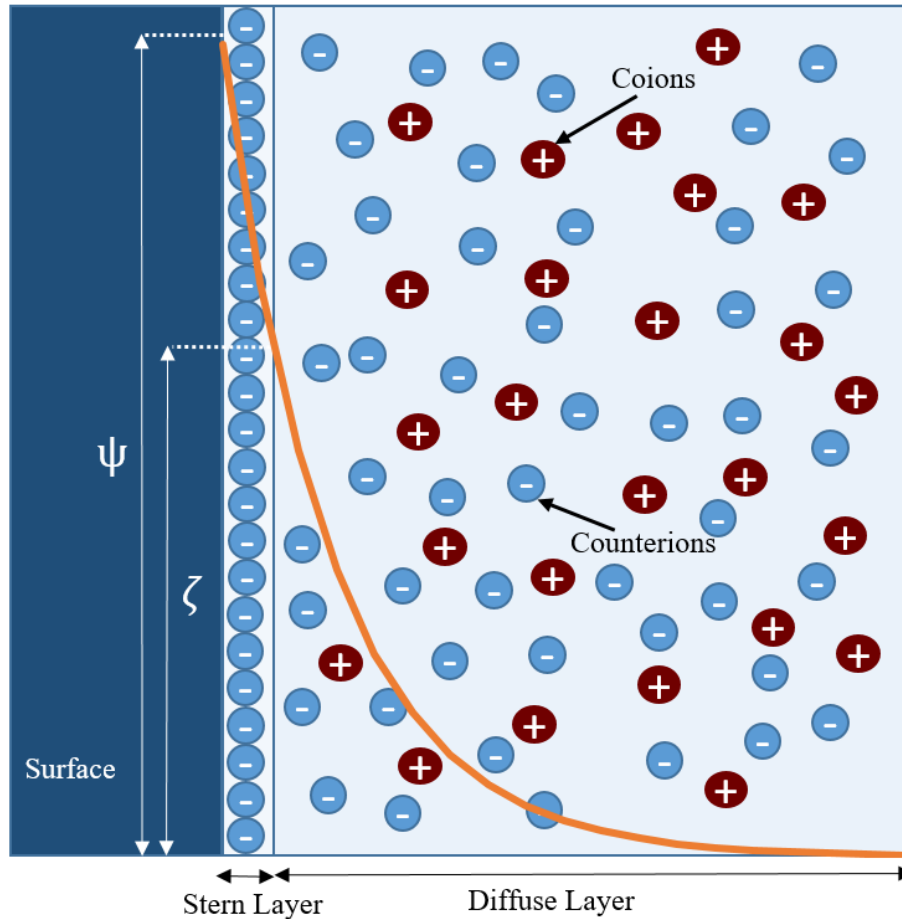 Coions
ψ
Counterions
ζ
Surface
Stern Layer
Diffuse Layer